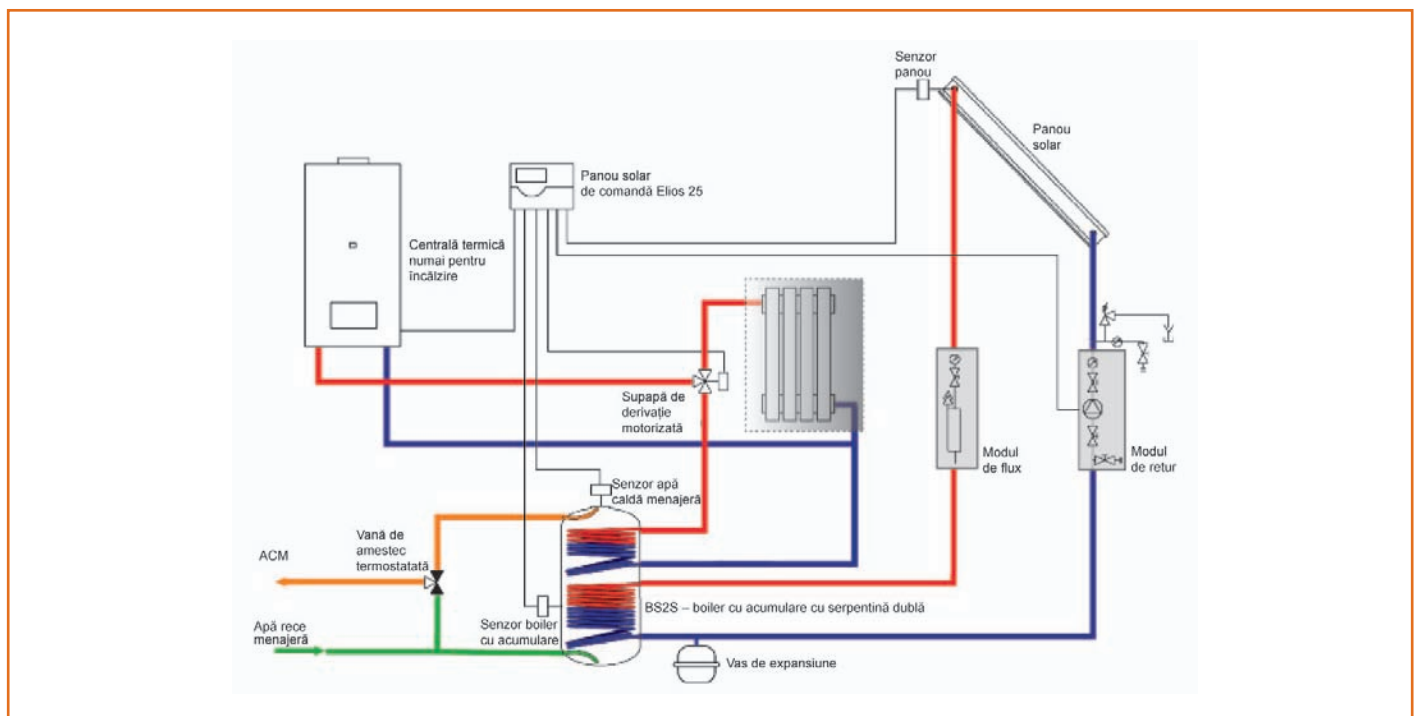 Senzor
panou
Panou
solar
Panou solar
de comandă Elios 25
Centrală termică
numai pentru
încălzire
Supapă de
derivație
motorizată
Modul
de flux
Modul
de retur
Senzor apă
caldă menajeră
Vană de
amestec
termostatată
ACM
BS2S – boiler cu acumulare cu serpentină dublă
Apă rece
menajeră
Senzor boiler
cu acumulare
Vas de expansiune